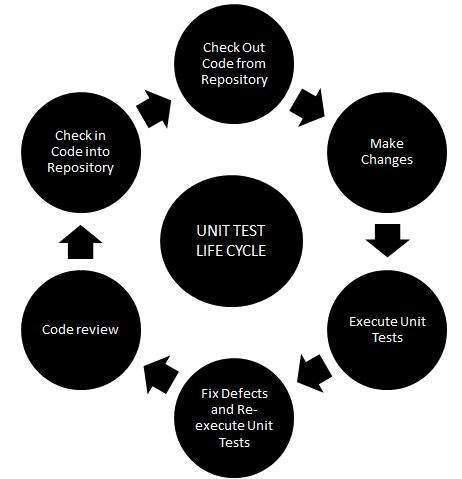 Check Out
Code from
Repository
Make
Changes
Execute Unit
Tests
Fix Defects
and Re-
execute Unit
Tests
Code review
Check in
Code into
Repository
UNIT TEST
LIFE CYCLE